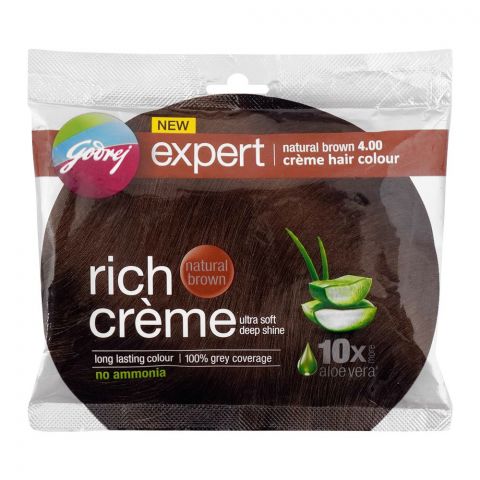 Godrej
NEW
expert
natural brown 4.00
crème hair colour
natural
brown
rich
crème
ultra soft
deep shine
long lasting colour | 100% grey coverage
no ammonia
10x more
aloe vera*